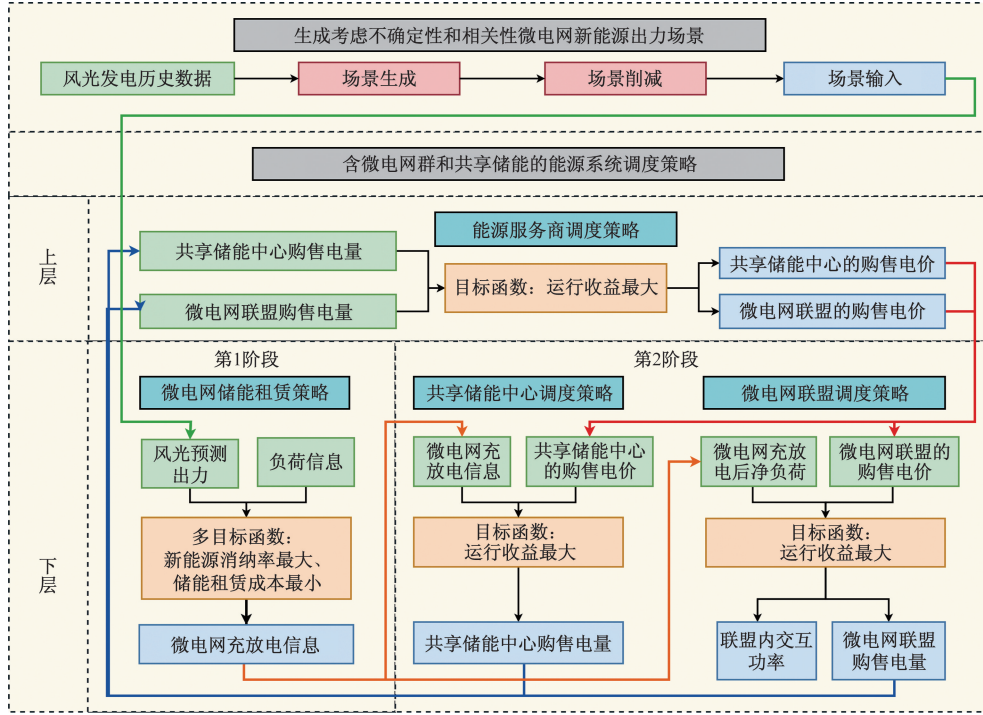 生成考虑不确定性和相关性微电网新能源出力场景
风光发电历史数据
场景生成
场景削减
场景输入
含微电网群和共享储能的能源系统调度策略
上
层
能源服务商调度策略
共享储能中心购售电量
微电网联盟购售电量
目标函数：运行收益最大
共享储能中心的购售电价
微电网联盟的购售电价
下
层
第1阶段
微电网储能租赁策略
风光预测
出力
负荷信息
多目标函数：
新能源消纳率最大、
储能租赁成本最小
微电网充放电信息
第2阶段
共享储能中心调度策略
微电网充
放电信息
共享储能中心
的购售电价
目标函数：
运行收益最大
共享储能中心购售电量
微电网联盟调度策略
微电网充放
电后净负荷
微电网联盟的
购售电价
目标函数：
运行收益最大
联盟内交互
功率
微电网联盟
购售电量